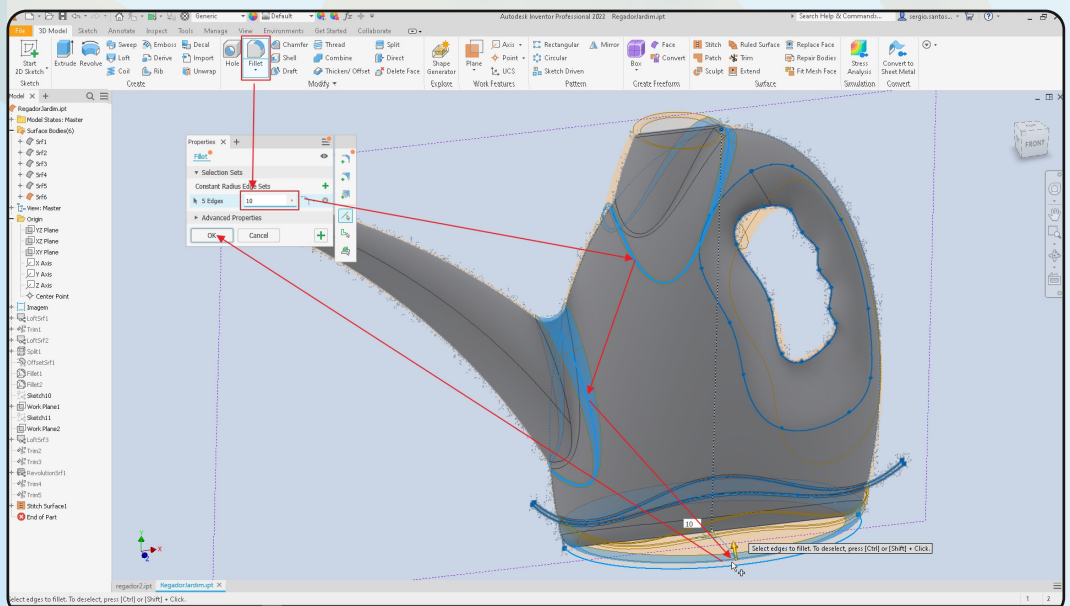 Generic
Default
Autodesk Inventor Professional 2022 RegadorJardim.ipt
Search Help & Commands...
sergio.santos...
File 3D Model Sketch Annotate Inspect Tools Manage View Environments Get Started Collaborate
Sweep Emboss Decal Chamfer Thread Split Axis Rectangular Mirror Face Stitch Ruled Surface Replace Face
Loft Derive Import Shell Combine Direct Point Circular Convert Patch Trim Repair Bodies
Coil Rib Unwrap Draft Thicken/ Offset Delete Face UCS Sketch Driven Sculpt Extend Fit Mesh Face
Start 2D Sketch Extrude Revolve Hole Fillet Shape Generator Plane Box Stress Analysis Convert to Sheet Metal
Sketch Create Modify Explore Work Features Pattern Create Freeform Surface Simulation Convert
Model X +
RegadorJardim.ipt
Model States: Master
Surface Bodies(6)
Srf1
Srf2
Srf3
Srf4
Srf5
Srf6
View: Master
Origin
YZ Plane
XZ Plane
XY Plane
X Axis
Y Axis
Z Axis
Center Point
Imagem
LoftSrf1
Trim1
LoftSrf2
Split1
OffsetSrf1
Fillet1
Fillet2
Sketch10
Work Plane1
Sketch11
Work Plane2
LoftSrf3
Trim2
Trim3
RevolutionSrf1
Trim4
Trim5
Stitch Surface1
End of Part
Properties X +
Fillet
Selection Sets
Constant Radius Edge Sets
5 Edges 10
Advanced Properties
OK Cancel
FRONT
10
Select edges to fillet. To deselect, press [Ctrl] or [Shift] + Click.
Y
X
Z
regador2.ipt RegadorJardim.ipt X
Select edges to fillet. To deselect, press [Ctrl] or [Shift] + Click.
1 2